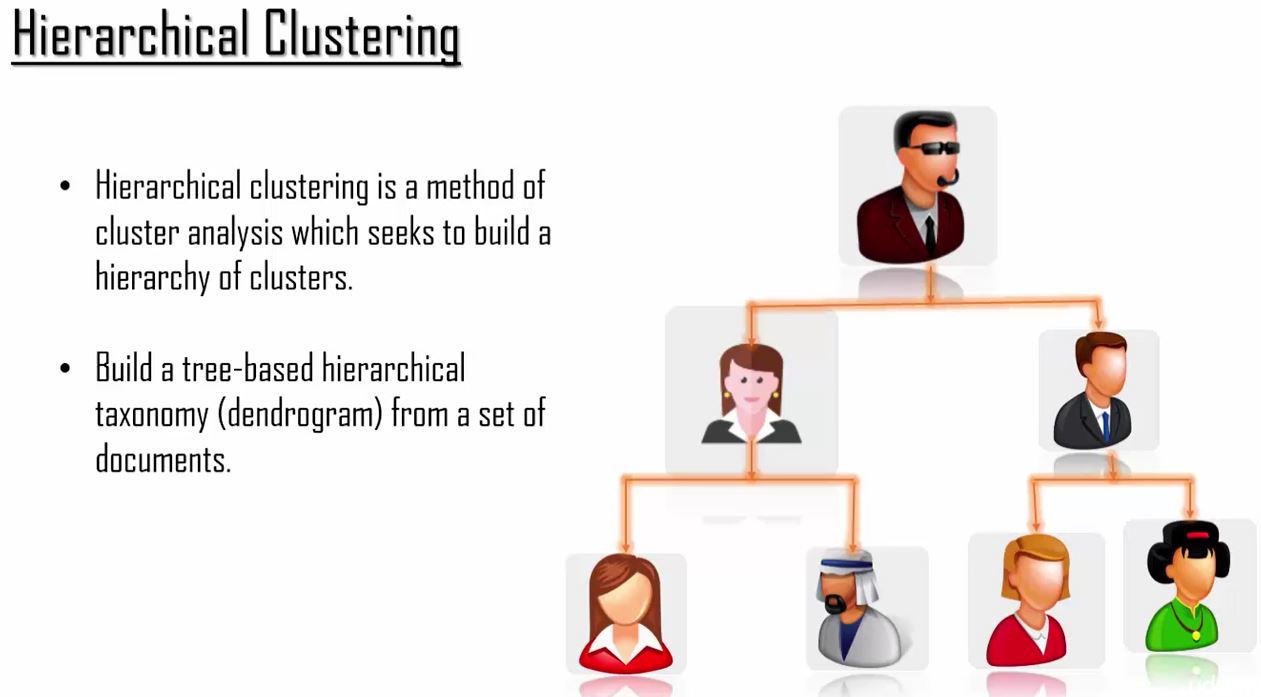 Hierarchical Clustering
• Hierarchical clustering is a method of
cluster analysis which seeks to build a
hierarchy of clusters.
• Build a tree-based hierarchical
taxonomy (dendrogram) from a set of
documents.